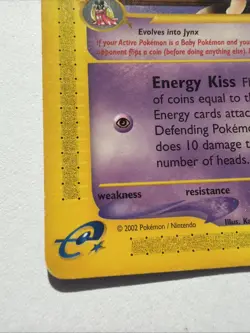 Evolves into Jynx
If your Active Pokémon is a Baby Pokémon and your
opponent flips a coin (before doing anything else).
Energy Kiss
of coins equal to t
Energy cards attac
Defending Pokém
does 10 damage t
number of heads.
weakness resistance
© 2002 Pokémon / Nintendo
Illus. K